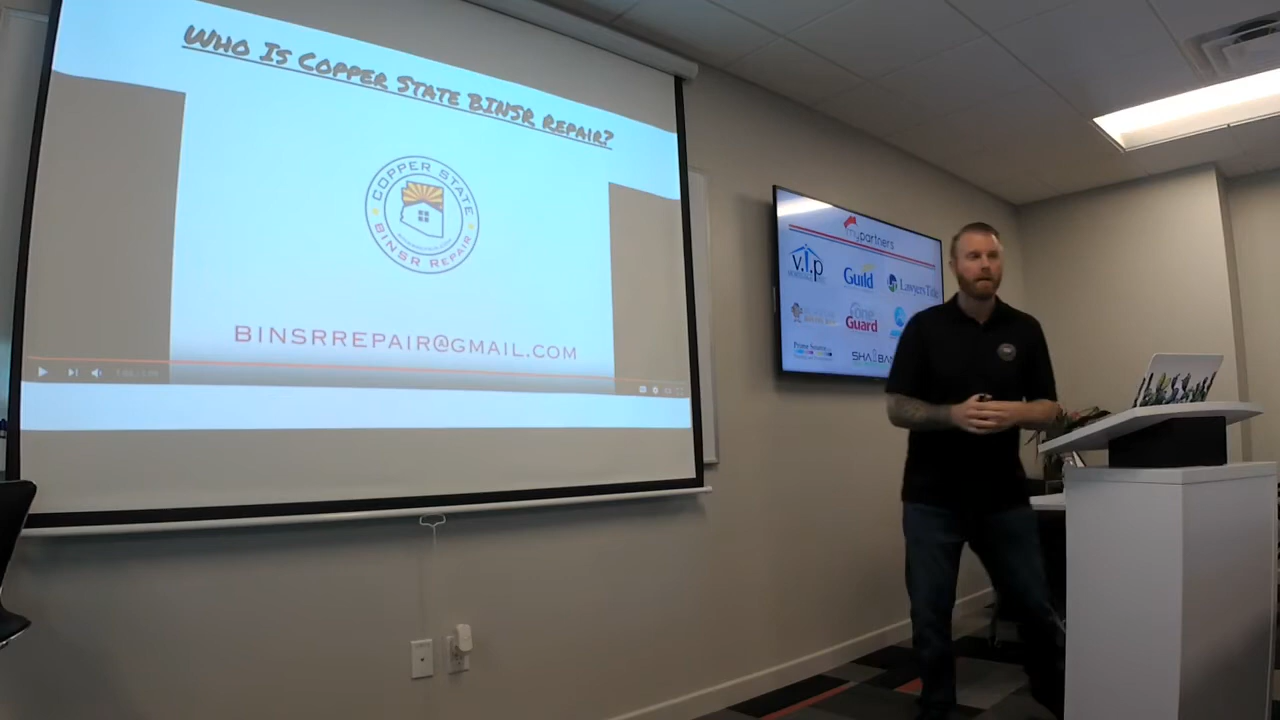 Who Is Copper State BINSR Repair?
COPPER STATE
BINSR REPAIR
BINSRREPAIR@GMAIL.COM
mypartners
v.i.p
Guild
LawyersTitle
one
Guard